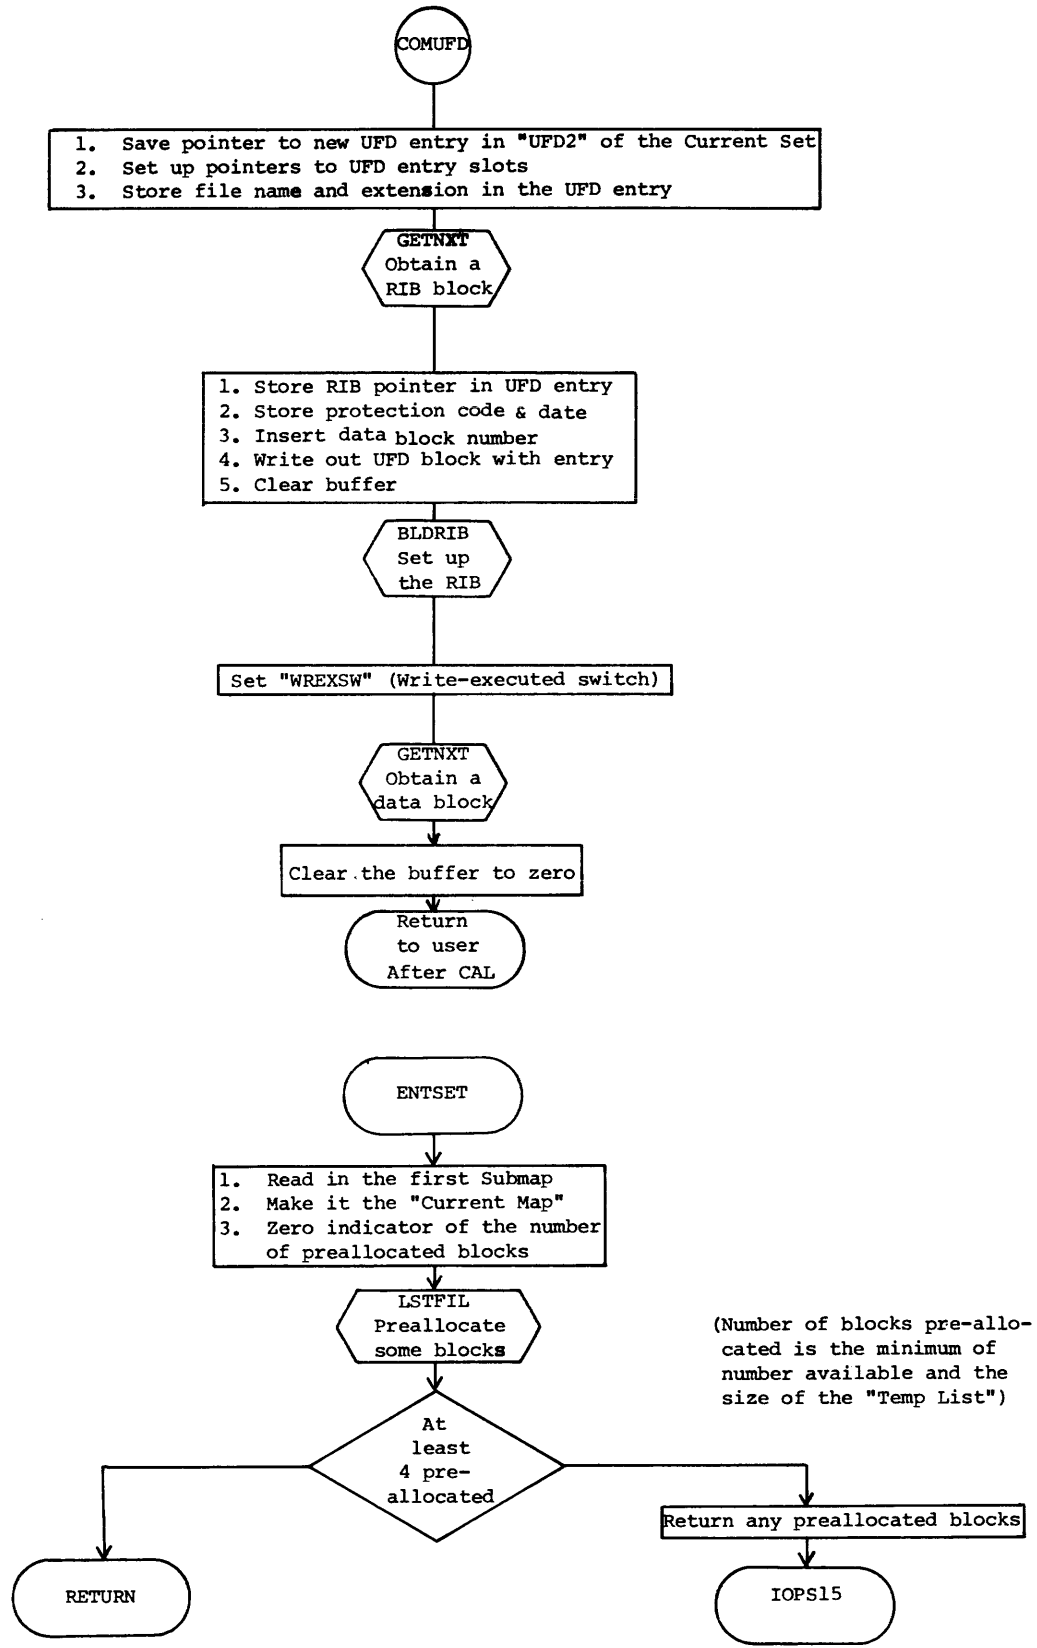 COMUFD
1. Save pointer to new UFD entry in "UFD2" of the Current Set
2. Set up pointers to UFD entry slots
3. Store file name and extension in the UFD entry
GETNXT
Obtain a
RIB block
1. Store RIB pointer in UFD entry
2. Store protection code & date
3. Insert data block number
4. Write out UFD block with entry
5. Clear buffer
BLDRIB
Set up
the RIB
Set "WREXSW" (Write-executed switch)
GETNXT
Obtain a
data block
Clear the buffer to zero
Return
to user
After CAL
ENTSET
1. Read in the first Submap
2. Make it the "Current Map"
3. Zero indicator of the number
of preallocated blocks
LSTFIL
Preallocate
some blocks
(Number of blocks pre-allo-
cated is the minimum of
number available and the
size of the "Temp List")
At
least
4 pre-
allocated
Return any preallocated blocks
RETURN
IOPS15